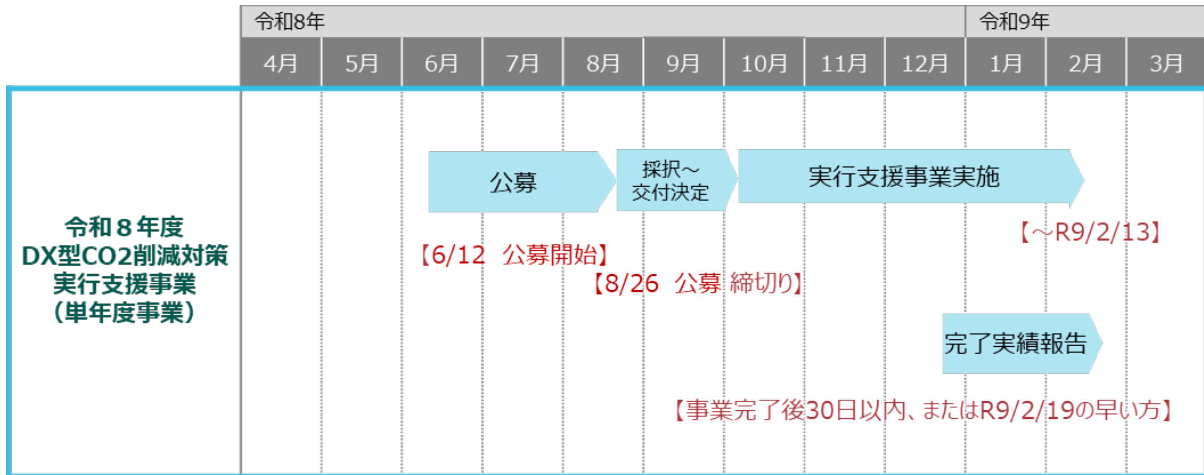 令和8年
令和9年
4月
5月
6月
7月
8月
9月
10月
11月
12月
1月
2月
3月
令和８年度
DX型CO2削減対策
実行支援事業
（単年度事業）
公募
採択～
交付決定
実行支援事業実施
【～R9/2/13】
【6/12 公募開始】
【8/26 公募 締切り】
完了実績報告
【事業完了後30日以内、またはR9/2/19の早い方】